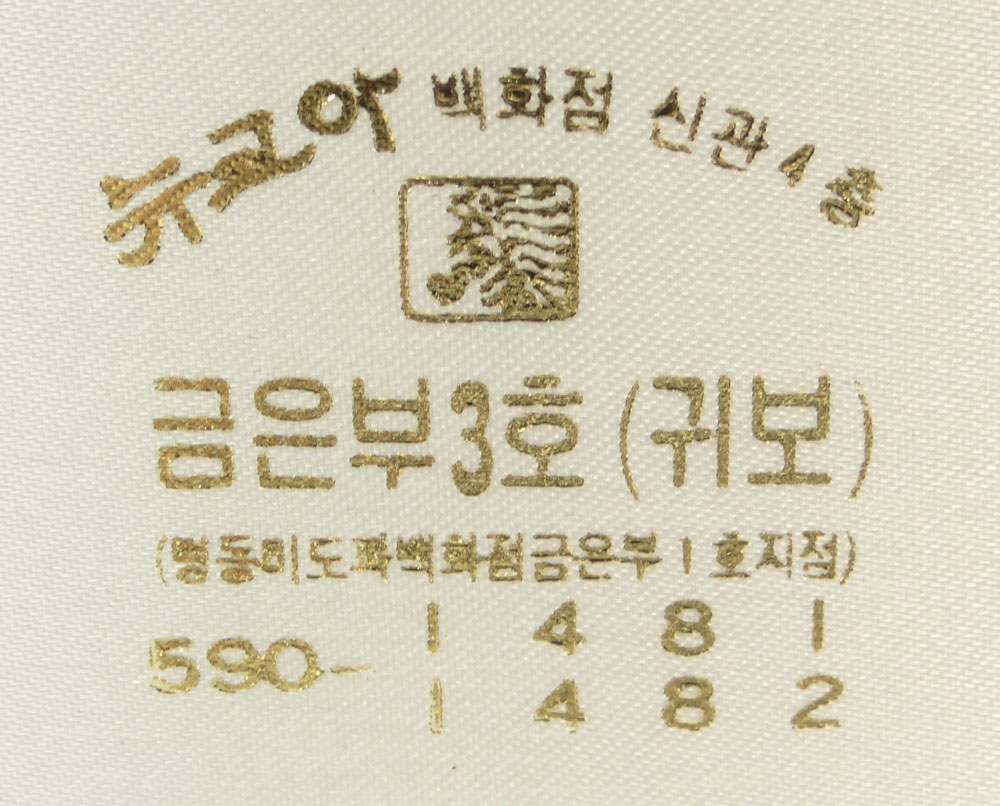 뉴코아 백화점 신관 4층
금은부 3호 (귀보)
(명동미도파백화점금은부 1 호지점)
590-1481
1482